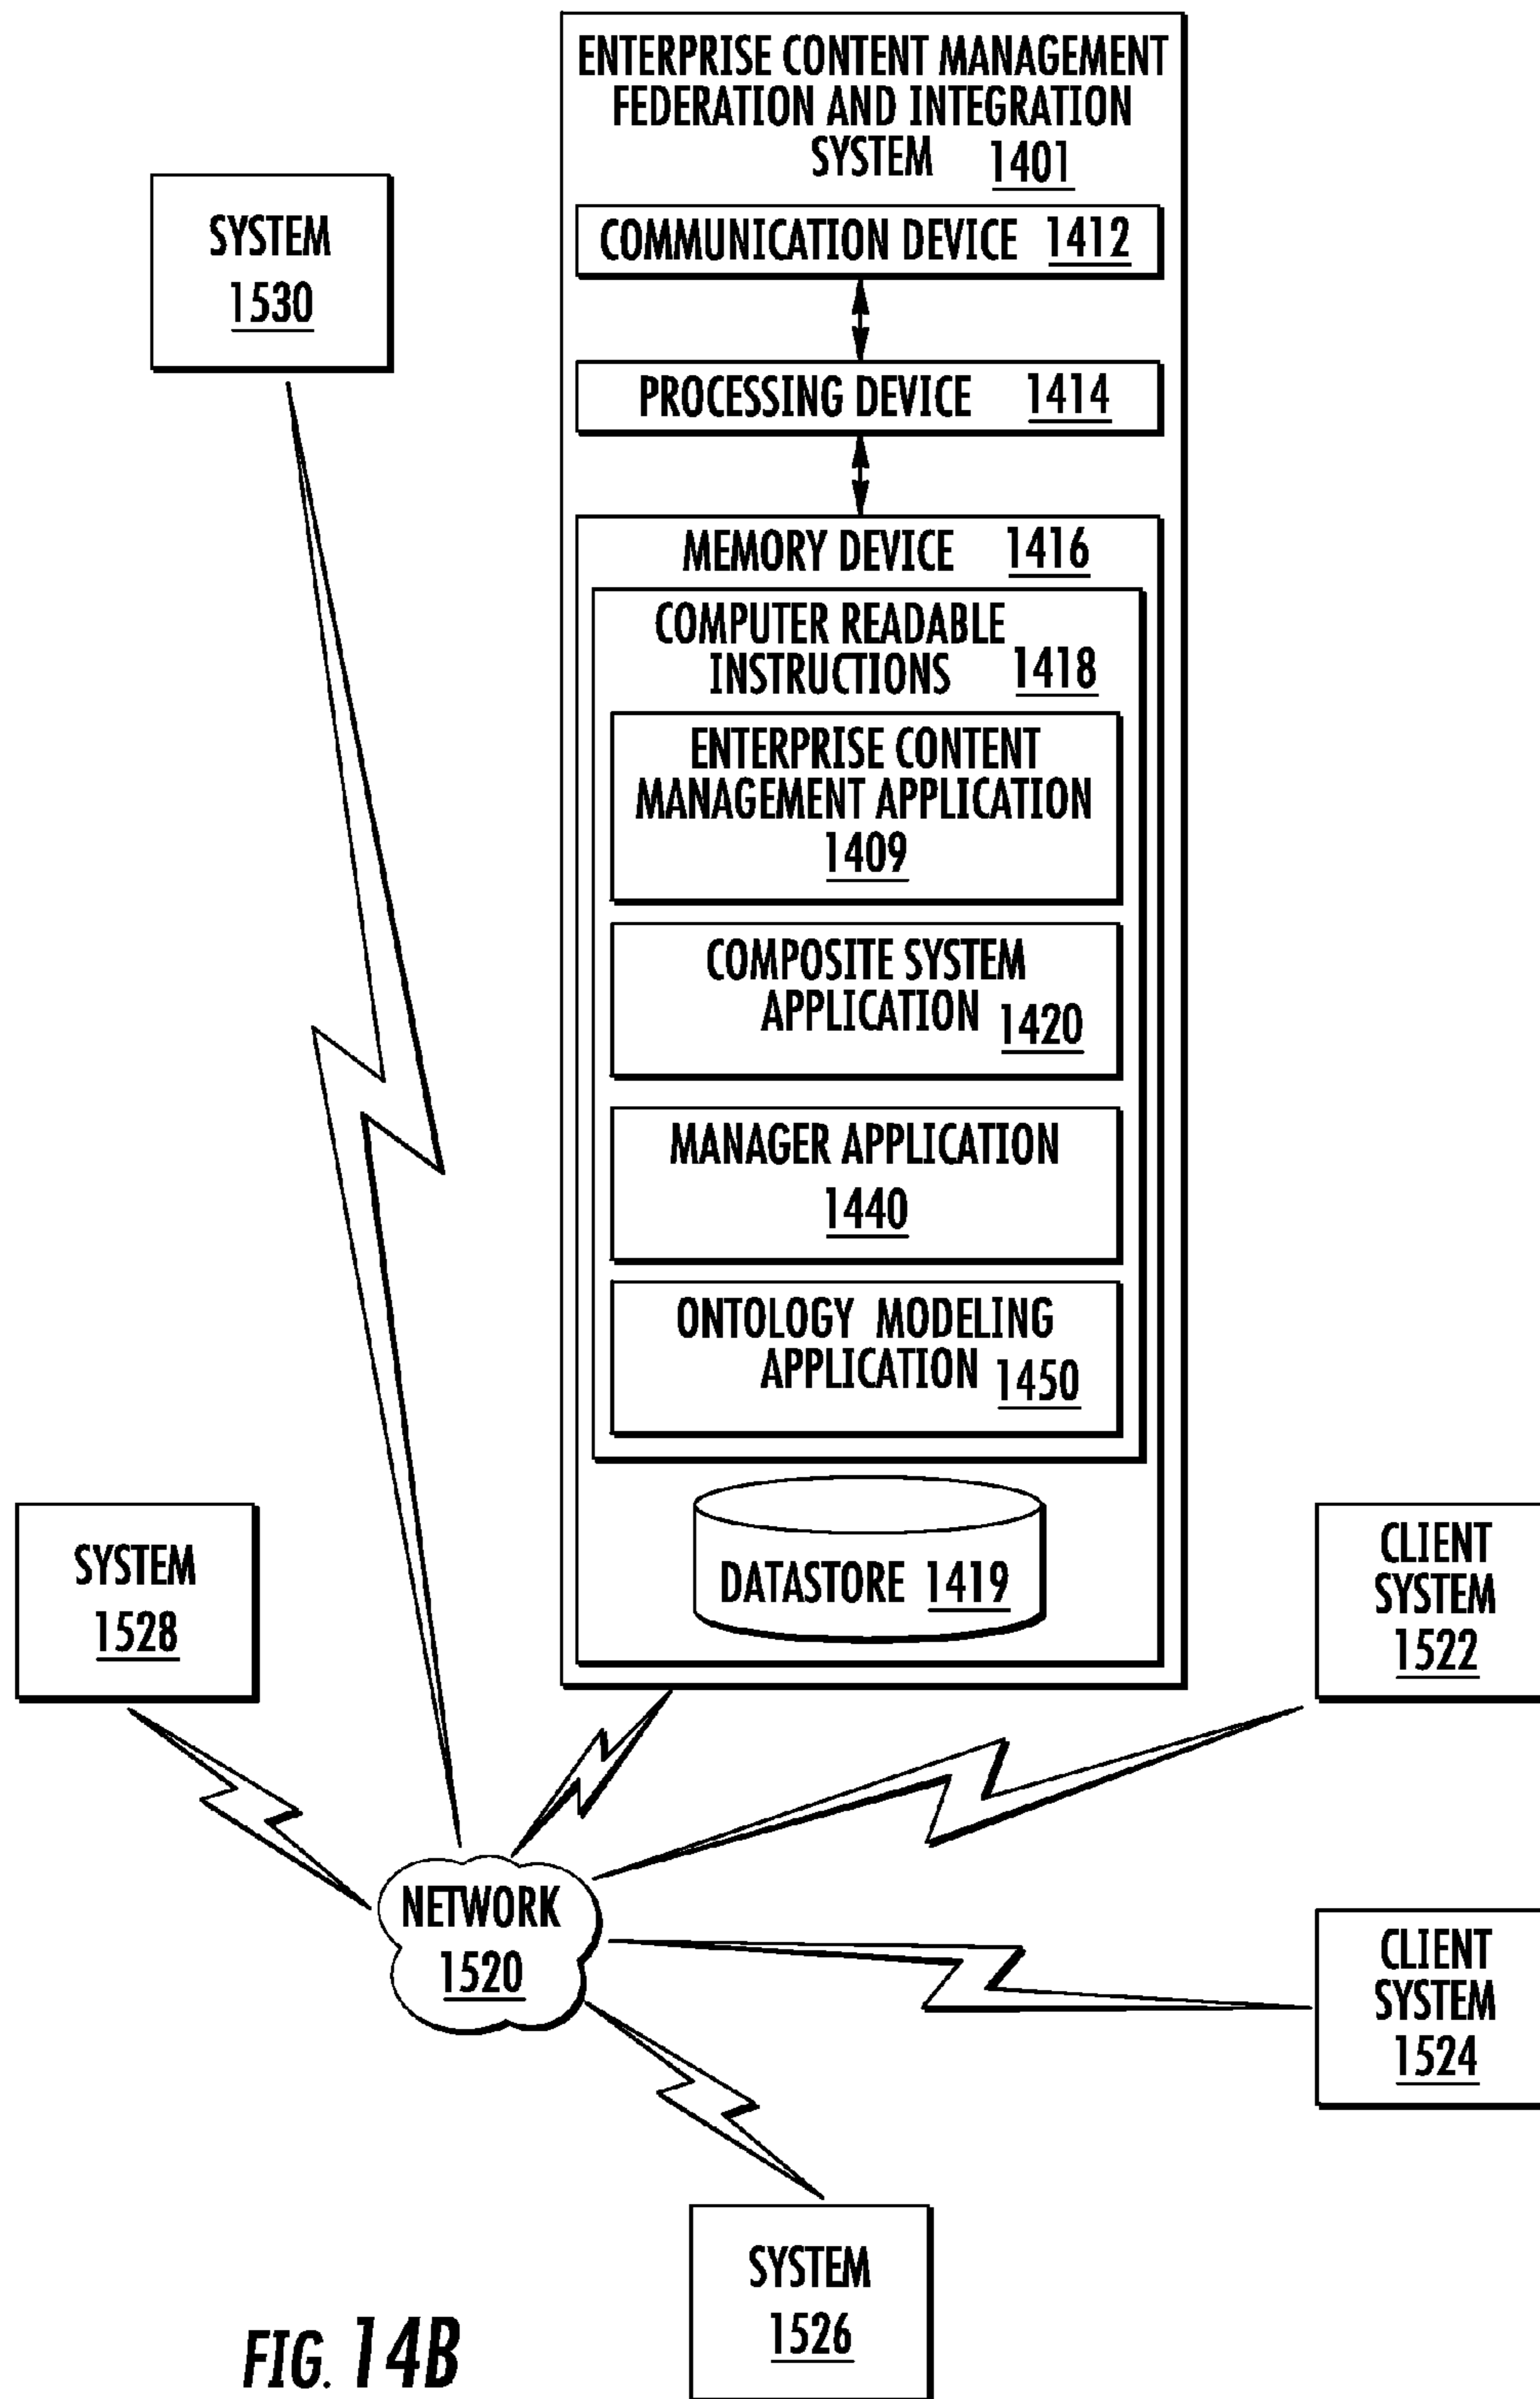 ENTERPRISE CONTENT MANAGEMENT
FEDERATION AND INTEGRATION
SYSTEM 1401
COMMUNICATION DEVICE 1412
PROCESSING DEVICE 1414
MEMORY DEVICE 1416
COMPUTER READABLE
INSTRUCTIONS 1418
ENTERPRISE CONTENT
MANAGEMENT APPLICATION
1409
COMPOSITE SYSTEM
APPLICATION 1420
MANAGER APPLICATION
1440
ONTOLOGY MODELING
APPLICATION 1450
DATASTORE 1419
SYSTEM
1530
SYSTEM
1528
CLIENT
SYSTEM
1522
NETWORK
1520
CLIENT
SYSTEM
1524
SYSTEM
1526
FIG. 14B